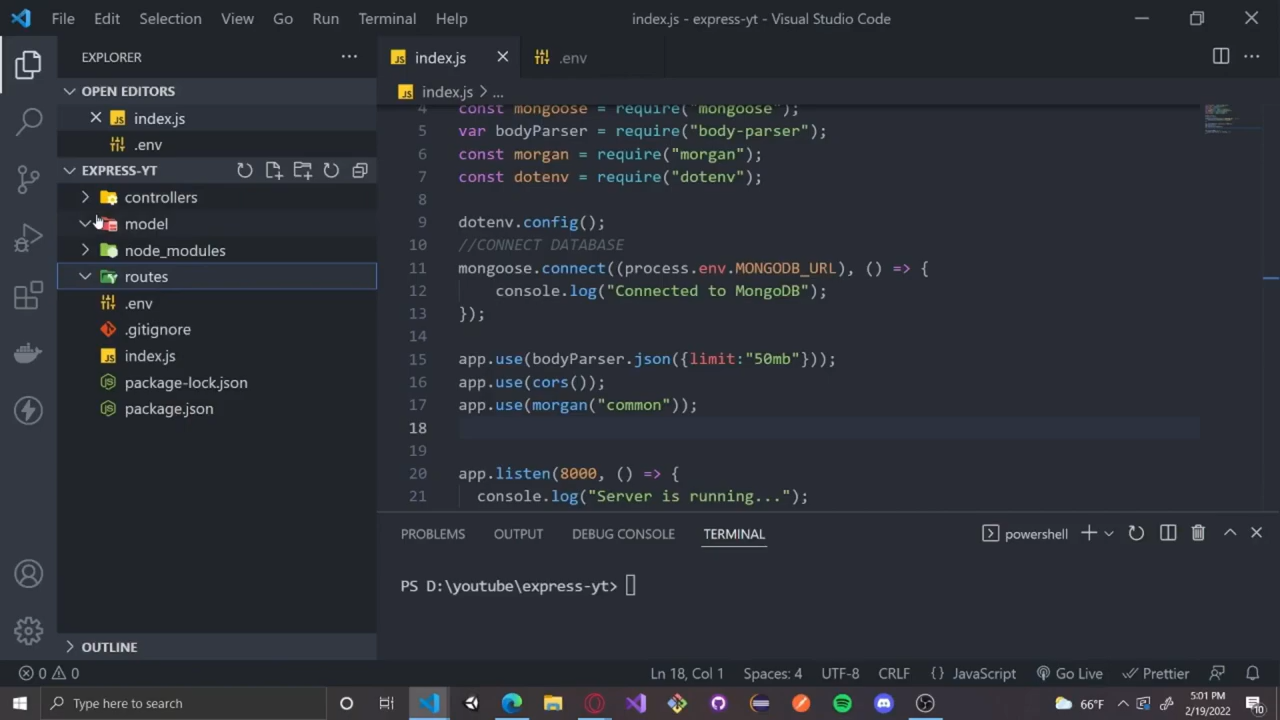 File Edit Selection View Go Run Terminal Help index.js - express-yt - Visual Studio Code
EXPLORER
OPEN EDITORS
index.js
.env
EXPRESS-YT
controllers
model
node_modules
routes
.env
.gitignore
index.js
package-lock.json
package.json
OUTLINE
index.js .env
index.js > ...
4 const mongoose = require("mongoose");
5 var bodyParser = require("body-parser");
6 const morgan = require("morgan");
7 const dotenv = require("dotenv");
8
9 dotenv.config();
10 //CONNECT DATABASE
11 mongoose.connect((process.env.MONGODB_URL), () => {
12 console.log("Connected to MongoDB");
13 });
14
15 app.use(bodyParser.json({limit:"50mb"}));
16 app.use(cors());
17 app.use(morgan("common"));
18
19
20 app.listen(8000, () => {
21 console.log("Server is running...");
PROBLEMS OUTPUT DEBUG CONSOLE TERMINAL powershell
PS D:\youtube\express-yt>
0 0 Ln 18, Col 1 Spaces: 4 UTF-8 CRLF {} JavaScript Go Live Prettier
Type here to search 66°F 5:01 PM
2/19/2022 10